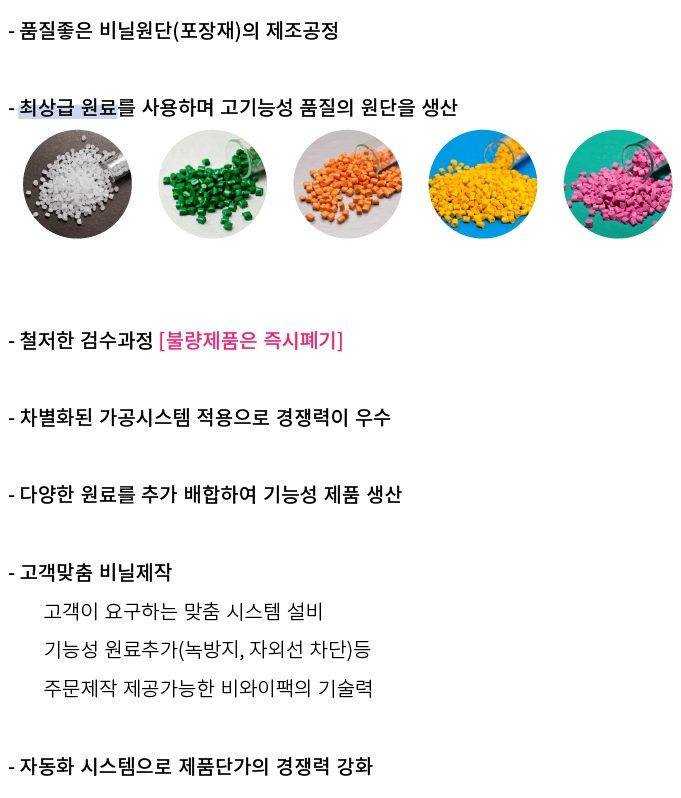 - 품질좋은 비닐원단(포장재)의 제조공정
- 최상급 원료를 사용하며 고기능성 품질의 원단을 생산
- 철저한 검수과정 [불량제품은 즉시폐기]
- 차별화된 가공시스템 적용으로 경쟁력이 우수
- 다양한 원료를 추가 배합하여 기능성 제품 생산
- 고객맞춤 비닐제작
고객이 요구하는 맞춤 시스템 설비
기능성 원료추가(녹방지, 자외선 차단)등
주문제작 제공가능한 비와이팩의 기술력
- 자동화 시스템으로 제품단가의 경쟁력 강화